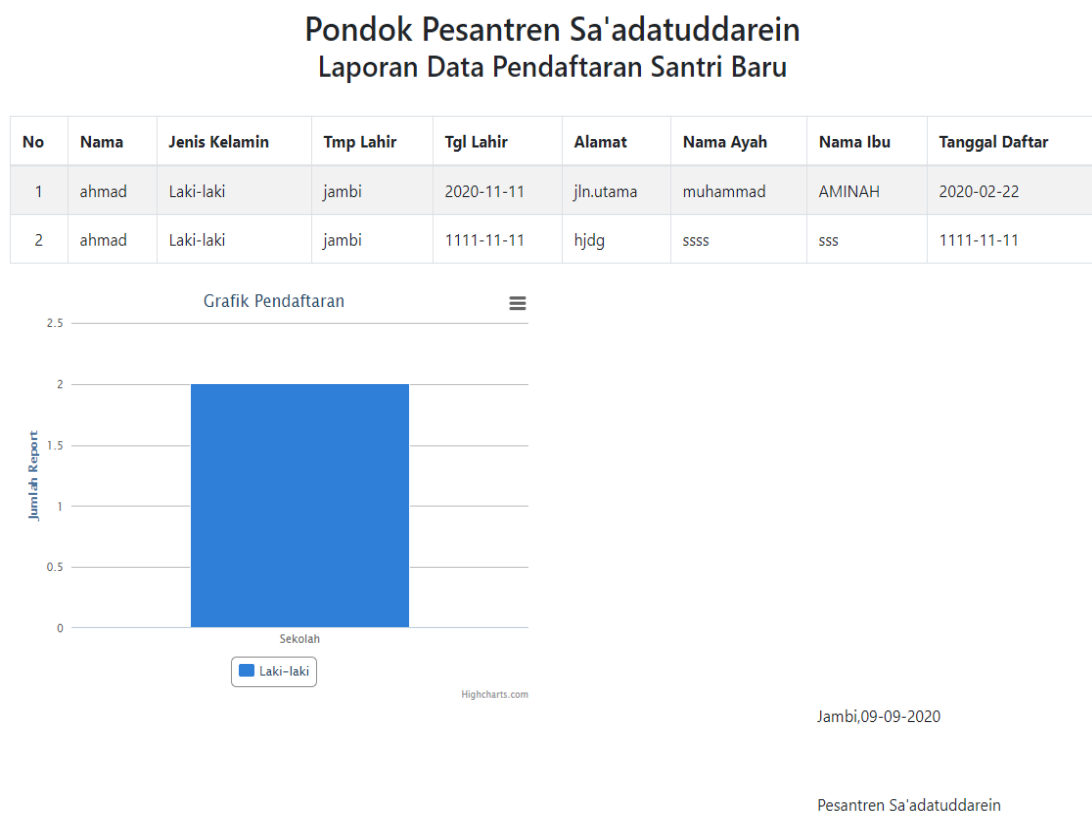 Pondok Pesantren Sa'adatuddarein
Laporan Data Pendaftaran Santri Baru
No Nama Jenis Kelamin Tmp Lahir Tgl Lahir Alamat Nama Ayah Nama Ibu Tanggal Daftar
1 ahmad Laki-laki jambi 2020-11-11 jln.utama muhammad AMINAH 2020-02-22
2 ahmad Laki-laki jambi 1111-11-11 hjdg ssss sss 1111-11-11
Grafik Pendaftaran
Jumlah Report
2.5
2
1.5
1
0.5
0
Sekolah
Laki-laki
Highcharts.com
Jambi,09-09-2020
Pesantren Sa'adatuddarein